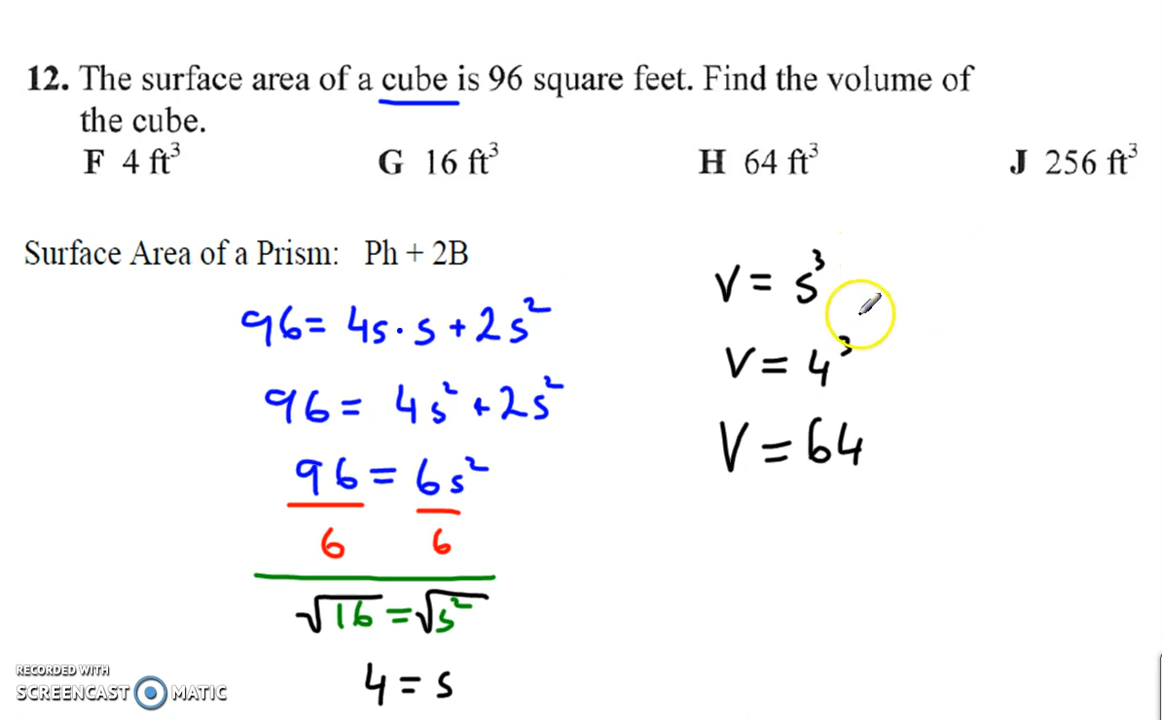 12. The surface area of a cube is 96 square feet. Find the volume of
the cube.
F 4 ft³ G 16 ft³ H 64 ft³ J 256 ft³
Surface Area of a Prism: Ph + 2B
96 = 4s · s + 2s²
96 = 4s² + 2s²
96 = 6s²
6 6
√16 = √s²
4 = s
V = s³
V = 4³
V = 64
RECORDED WITH
SCREENCAST MATIC